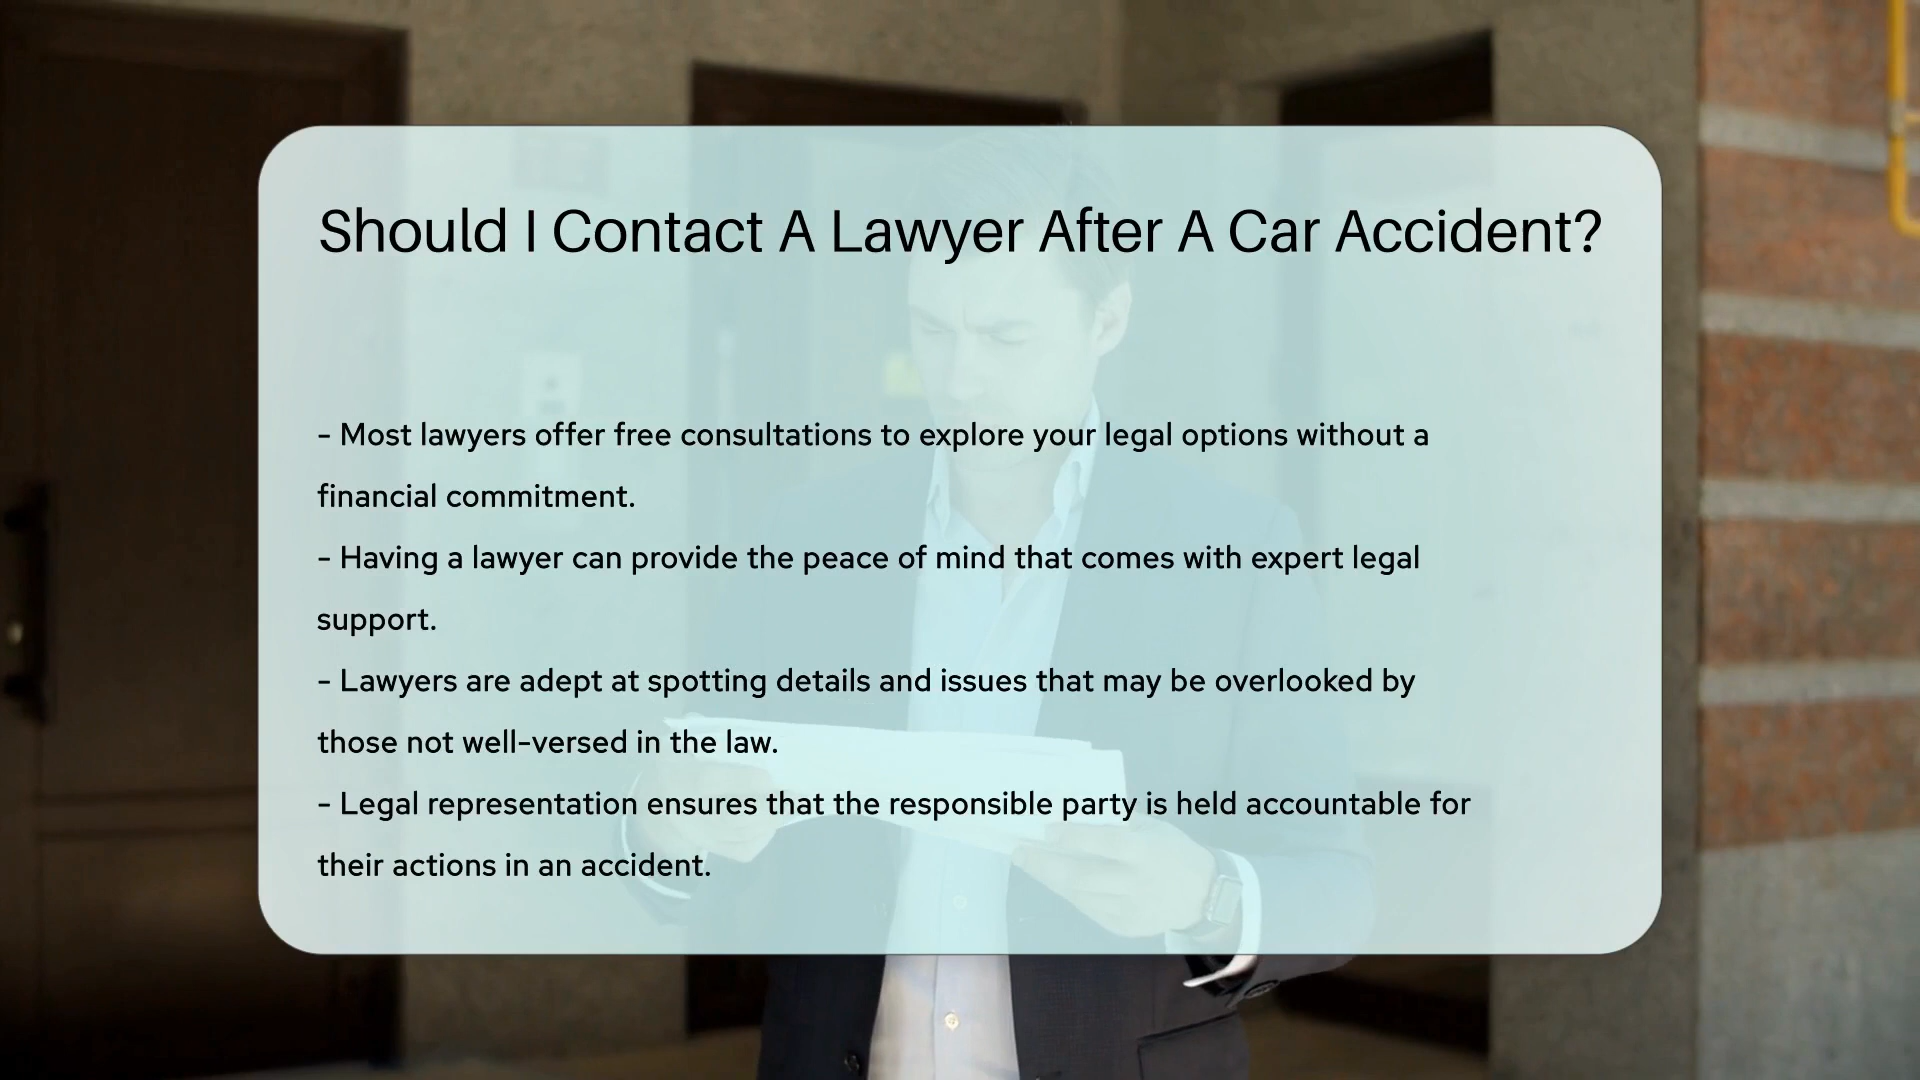 Should I Contact A Lawyer After A Car Accident?
- Most lawyers offer free consultations to explore your legal options without a
financial commitment.
- Having a lawyer can provide the peace of mind that comes with expert legal
support.
- Lawyers are adept at spotting details and issues that may be overlooked by
those not well-versed in the law.
- Legal representation ensures that the responsible party is held accountable for
their actions in an accident.